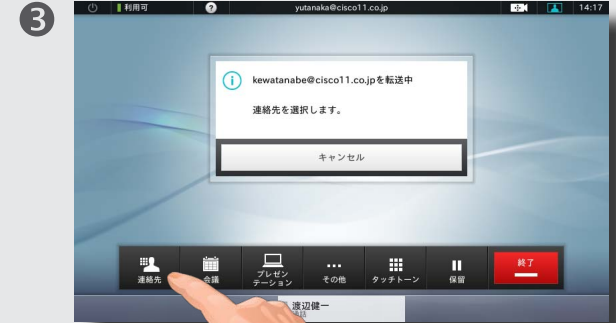 3
利用可
?
yutanaka@cisco11.co.jp
14:17
i
kewatanabe@cisco11.co.jpを転送中
連絡先を選択します。
キャンセル
連絡先
会議
プレゼン
テーション
その他
タッチトーン
保留
終了
渡辺健一